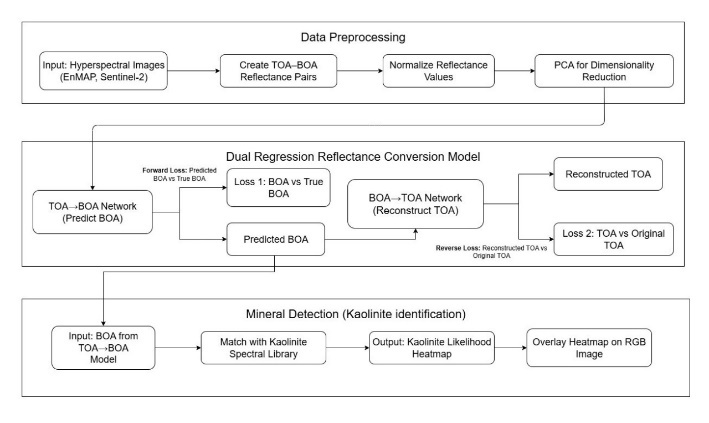 Data Preprocessing
Input: Hyperspectral Images
(EnMAP, Sentinel-2)
Create TOA–BOA
Reflectance Pairs
Normalize Reflectance
Values
PCA for Dimensionality
Reduction
Dual Regression Reflectance Conversion Model
TOA→BOA Network
(Predict BOA)
Forward Loss: Predicted
BOA vs True BOA
Loss 1: BOA vs True
BOA
Predicted BOA
BOA→TOA Network
(Reconstruct TOA)
Reconstructed TOA
Loss 2: TOA vs Original
TOA
Reverse Loss: Reconstructed TOA vs
Original TOA
Mineral Detection (Kaolinite identification)
Input: BOA from
TOA→BOA
Model
Match with Kaolinite
Spectral Library
Output: Kaolinite Likelihood
Heatmap
Overlay Heatmap on RGB
Image